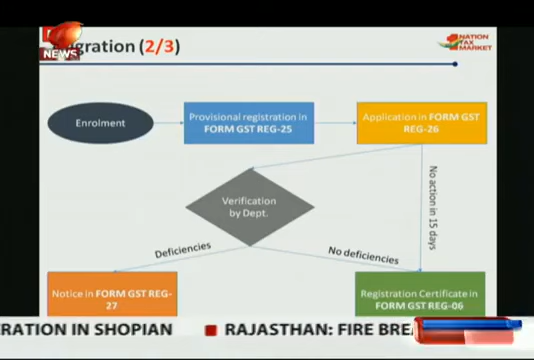 NEWS
igration (2/3)
NATION
TAX
MARKET
Enrolment
Provisional registration in
FORM GST REG-25
Application in FORM GST
REG-26
Verification
by Dept.
No action in 15 days
Deficiencies
No deficiencies
Notice in FORM GST REG-
27
Registration Certificate in
FORM GST REG-06
ERATION IN SHOPIAN ■ RAJASTHAN: FIRE BREA